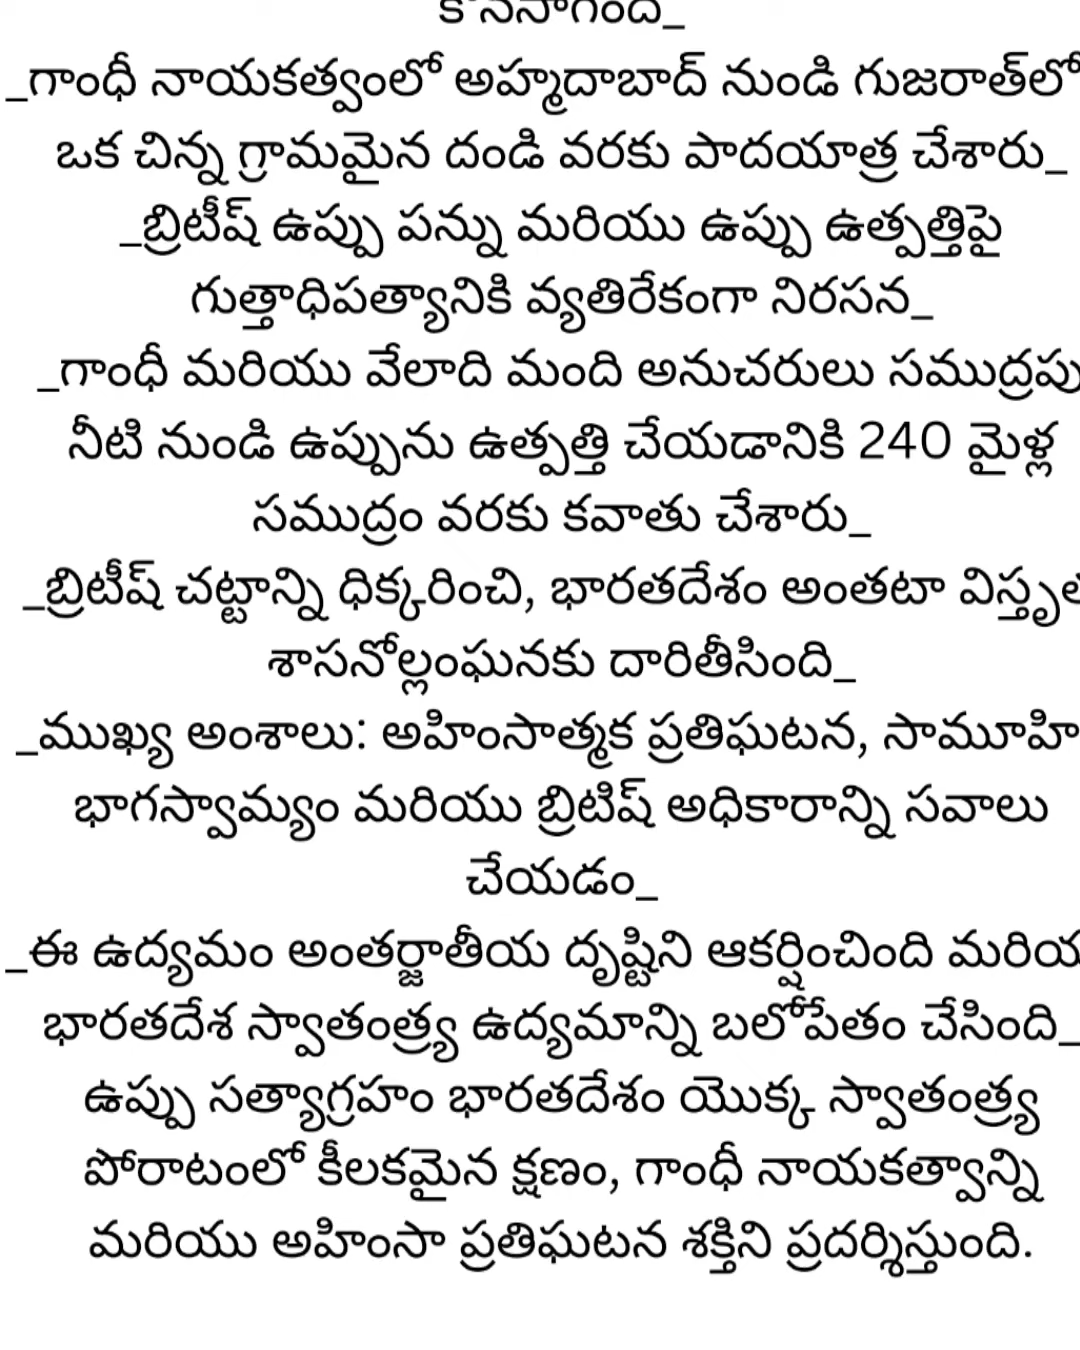 కొనసాగింది_
_గాంధీ నాయకత్వంలో అహ్మదాబాద్ నుండి గుజరాత్‌లో
ఒక చిన్న గ్రామమైన దండి వరకు పాదయాత్ర చేశారు_
_బ్రిటీష్ ఉప్పు పన్ను మరియు ఉప్పు ఉత్పత్తిపై
గుత్తాధిపత్యానికి వ్యతిరేకంగా నిరసన_
_గాంధీ మరియు వేలాది మంది అనుచరులు సముద్రపు
నీటి నుండి ఉప్పును ఉత్పత్తి చేయడానికి 240 మైళ్ల
సముద్రం వరకు కవాతు చేశారు_
_బ్రిటీష్ చట్టాన్ని ధిక్కరించి, భారతదేశం అంతటా విస్తృత
శాసనోల్లంఘనకు దారితీసింది_
_ముఖ్య అంశాలు: అహింసాత్మక ప్రతిఘటన, సామూహి
భాగస్వామ్యం మరియు బ్రిటిష్ అధికారాన్ని సవాలు
చేయడం_
_ఈ ఉద్యమం అంతర్జాతీయ దృష్టిని ఆకర్షించింది మరియ
భారతదేశ స్వాతంత్ర్య ఉద్యమాన్ని బలోపేతం చేసింది_
ఉప్పు సత్యాగ్రహం భారతదేశం యొక్క స్వాతంత్ర్య
పోరాటంలో కీలకమైన క్షణం, గాంధీ నాయకత్వాన్ని
మరియు అహింసా ప్రతిఘటన శక్తిని ప్రదర్శిస్తుంది.